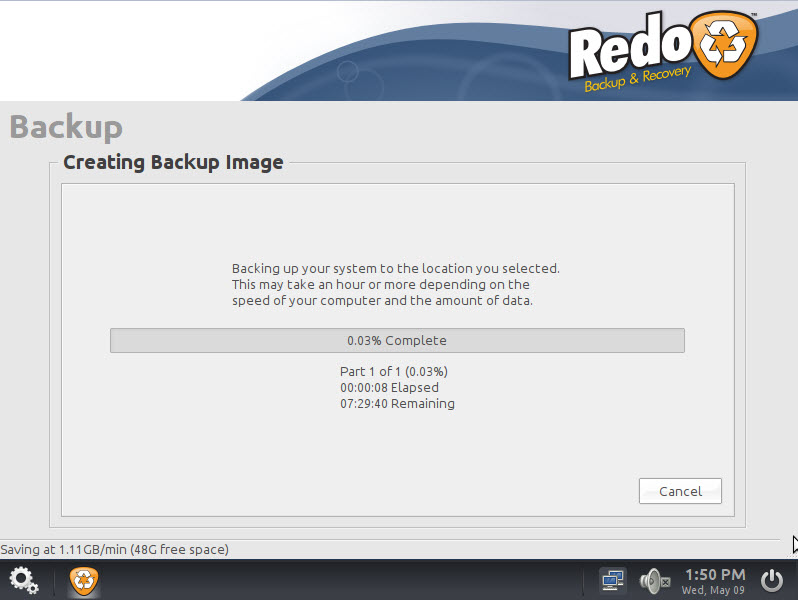 Redo™
Backup & Recovery
Backup
Creating Backup Image
Backing up your system to the location you selected.
This may take an hour or more depending on the
speed of your computer and the amount of data.
0.03% Complete
Part 1 of 1 (0.03%)
00:00:08 Elapsed
07:29:40 Remaining
Cancel
Saving at 1.11GB/min (48G free space)
1:50 PM
Wed, May 09